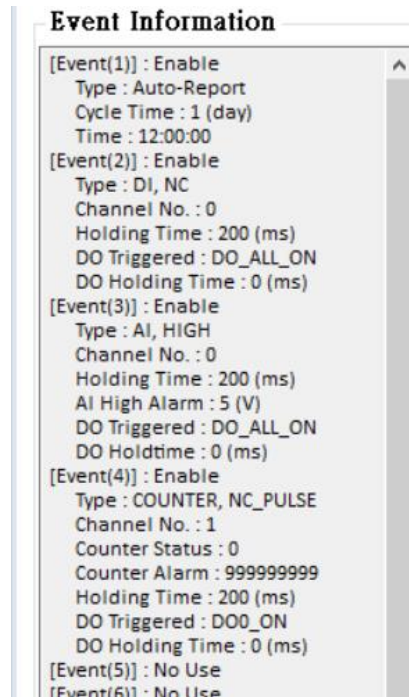 Event Information
[Event(1)] : Enable
Type : Auto-Report
Cycle Time : 1 (day)
Time : 12:00:00
[Event(2)] : Enable
Type : DI, NC
Channel No. : 0
Holding Time : 200 (ms)
DO Triggered : DO_ALL_ON
DO Holding Time : 0 (ms)
[Event(3)] : Enable
Type : AI, HIGH
Channel No. : 0
Holding Time : 200 (ms)
AI High Alarm : 5 (V)
DO Triggered : DO_ALL_ON
DO Holdtime : 0 (ms)
[Event(4)] : Enable
Type : COUNTER, NC_PULSE
Channel No. : 1
Counter Status : 0
Counter Alarm : 999999999
Holding Time : 200 (ms)
DO Triggered : DO0_ON
DO Holding Time : 0 (ms)
[Event(5)] : No Use
[Event(6)] : No Use